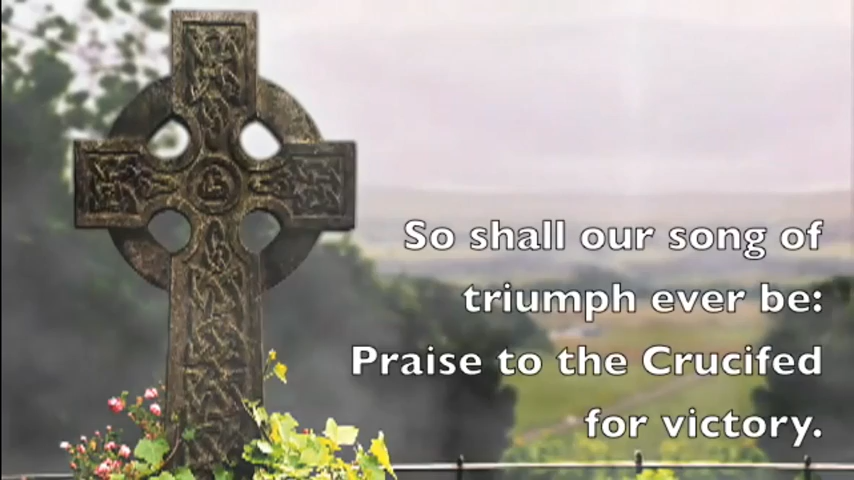 So shall our song of
triumph ever be:
Praise to the Crucifed
for victory.